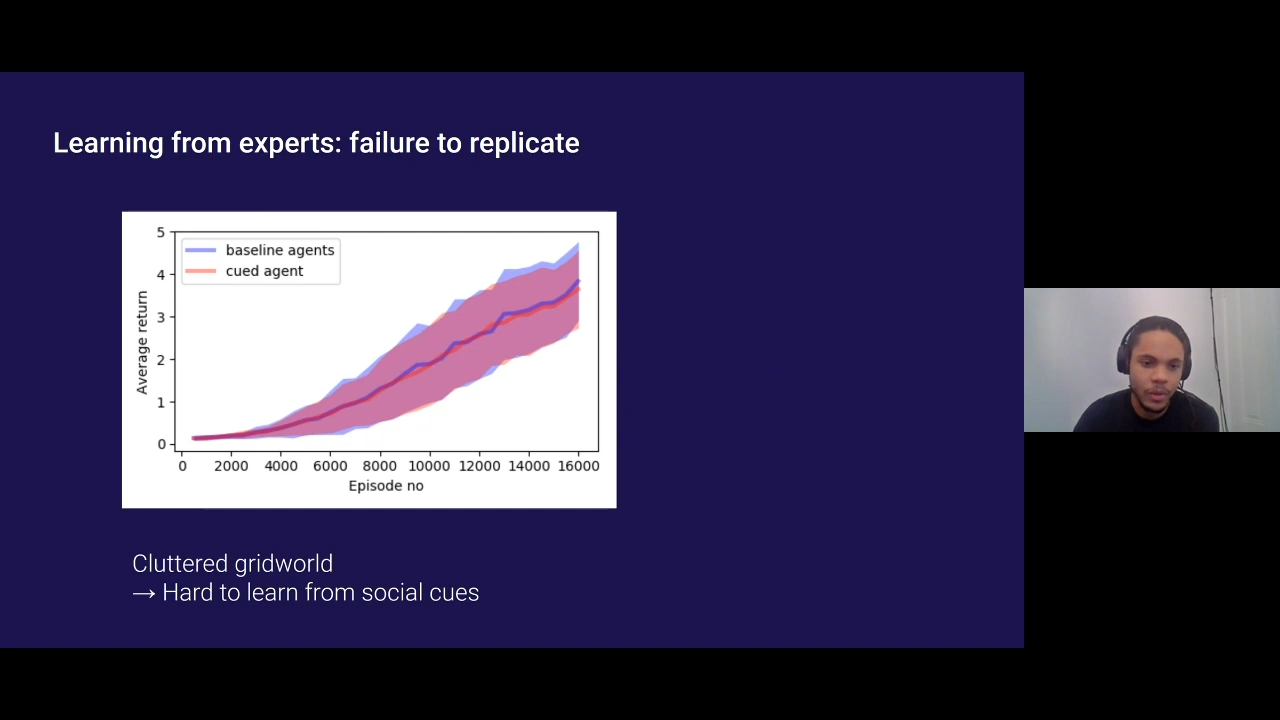 Learning from experts: failure to replicate
baseline agents
cued agent
Average return
5
4
3
2
1
0
0 2000 4000 6000 8000 10000 12000 14000 16000
Episode no
Cluttered gridworld
→ Hard to learn from social cues